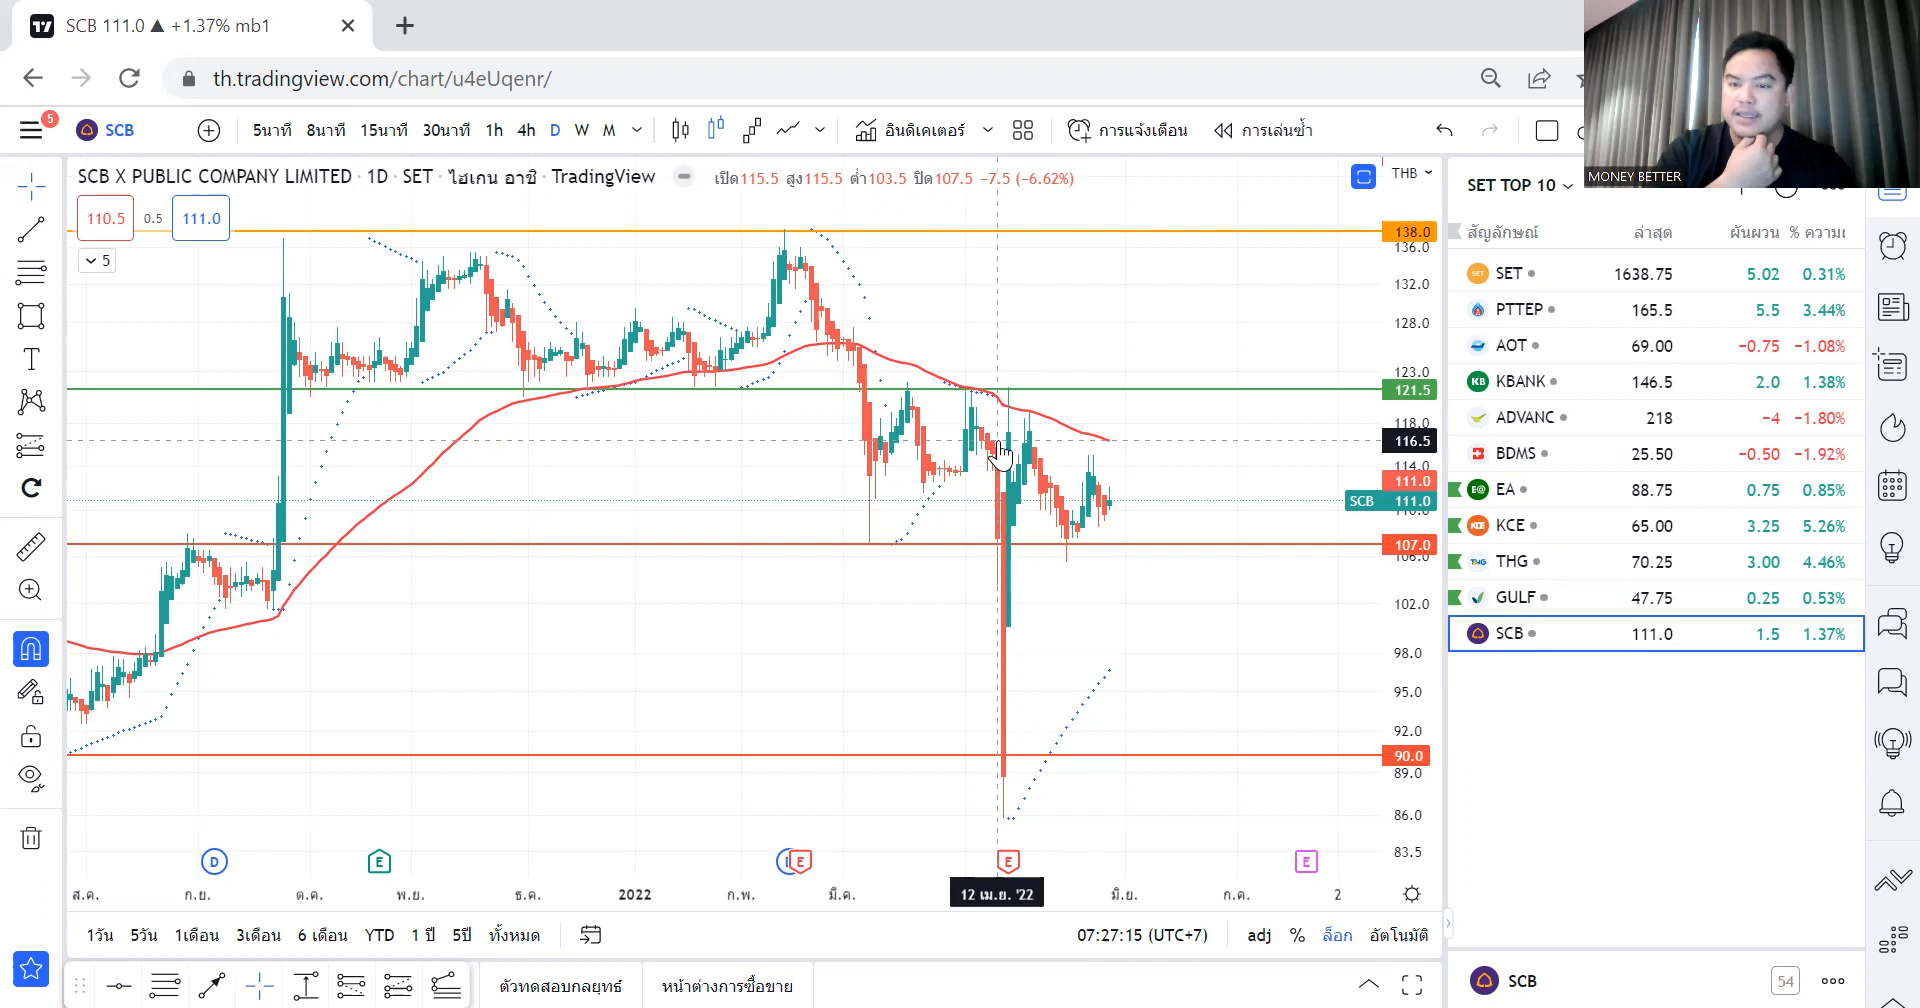 SCB 111.0 ▲ +1.37% mb1
th.tradingview.com/chart/u4eUqenr/
MONEY BETTER
5
SCB
5นาที 8นาที 15นาที 30นาที 1h 4h D W M
อินดิเคเตอร์
การแจ้งเตือน
การเล่นซ้ำ
SCB X PUBLIC COMPANY LIMITED · 1D · SET · ไฮเกน อาชิ · TradingView
เปิด115.5 สูง115.5 ต่ำ103.5 ปิด107.5 −7.5 (−6.62%)
THB
110.5 0.5 111.0
5
138.0
136.0
132.0
128.0
123.0
121.5
118.0
116.5
114.0
111.0
SCB 111.0
107.0
102.0
98.0
95.0
92.0
90.0
89.0
86.0
83.5
D E E E E
ส.ค. ก.ย. ต.ค. พ.ย. ธ.ค. 2022 ก.พ. มี.ค. 12 เม.ย. '22 มิ.ย. ก.ค. 2
1วัน 5วัน 1เดือน 3เดือน 6 เดือน YTD 1 ปี 5ปี ทั้งหมด
07:27:15 (UTC+7) adj % ล็อก อัตโนมัติ
ตัวทดสอบกลยุทธ์ หน้าต่างการซื้อขาย
SET TOP 10
สัญลักษณ์ ล่าสุด ผันผวน %
SET 1638.75 5.02 0.31%
PTTEP 165.5 5.5 3.44%
AOT 69.00 −0.75 −1.08%
KBANK 146.5 2.0 1.38%
ADVANC 218 −4 −1.80%
BDMS 25.50 −0.50 −1.92%
EA 88.75 0.75 0.85%
KCE 65.00 3.25 5.26%
THG 70.25 3.00 4.46%
GULF 47.75 0.25 0.53%
SCB 111.0 1.5 1.37%
SCB 54